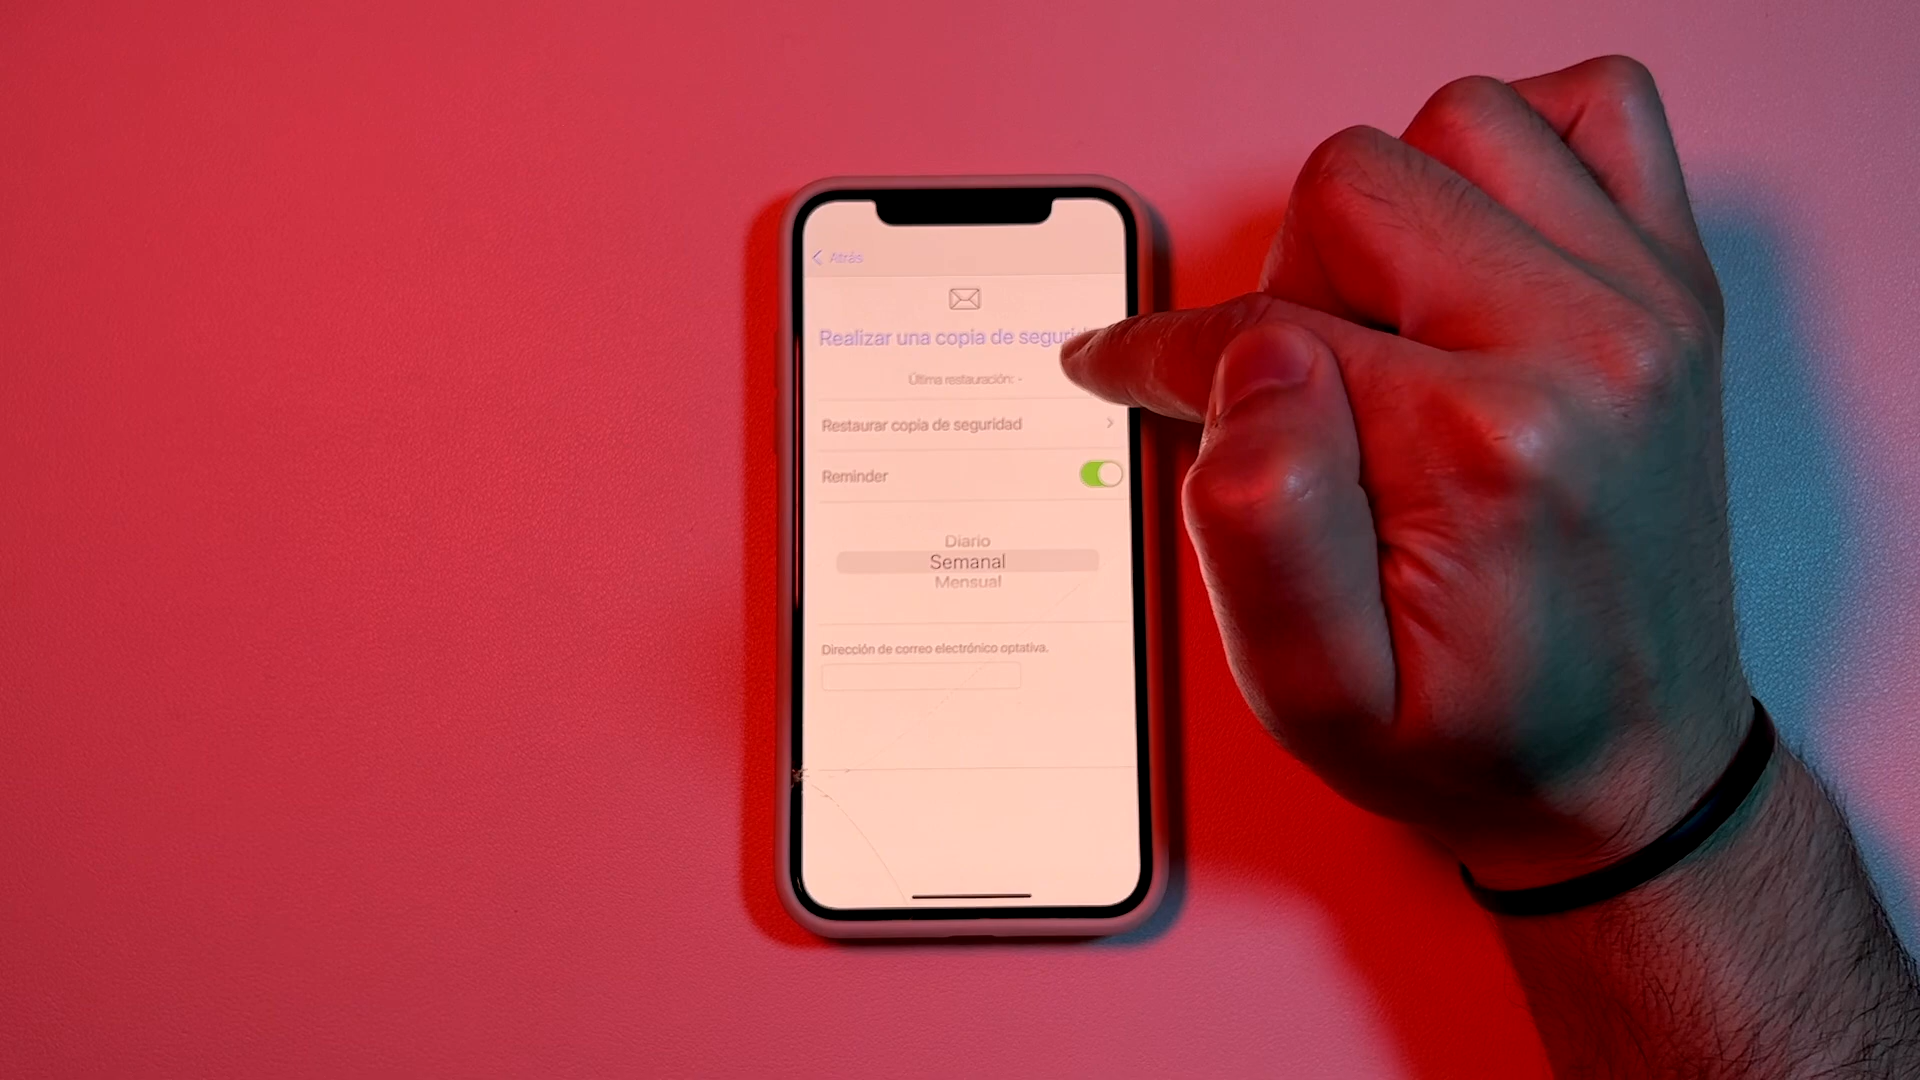 Atrás
Realizar una copia de
Última restauración: -
Restaurar copia de seguridad
Reminder
Diario
Semanal
Mensual
Dirección de correo electrónico optativa.